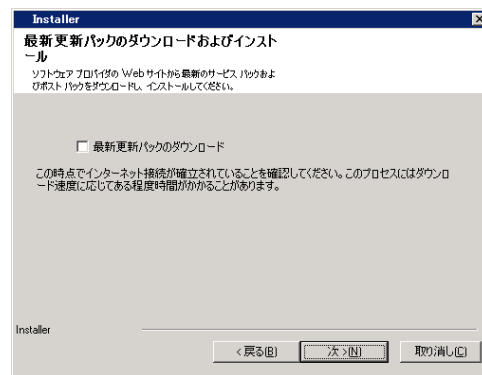 Installer
最新更新パックのダウンロードおよびインスト
ール
ソフトウェア プロバイダの Web サイトから最新のサービス パックおよ
びポスト パックをダウンロードし、インストールしてください。
最新更新パックのダウンロード
この時点でインターネット接続が確立されていることを確認してください。このプロセスにはダウンロ
ード速度に応じてある程度時間がかかることがあります。
Installer
< 戻る(B) 次 >(N) 取り消し(C)